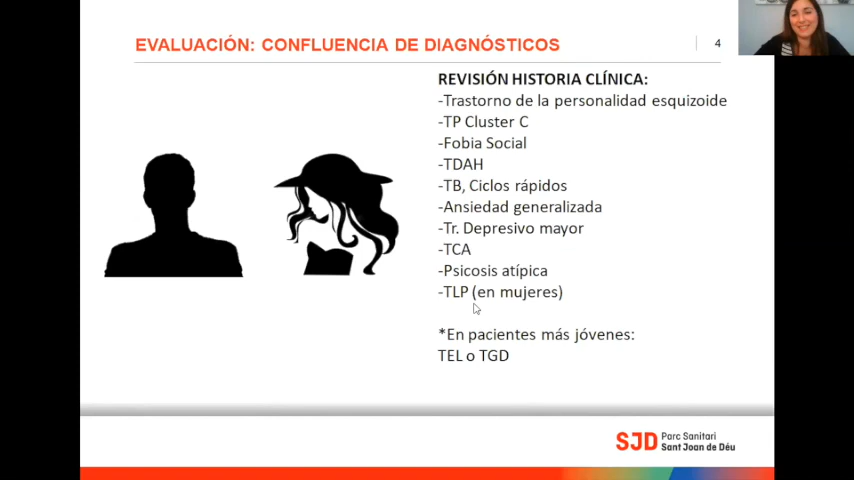 EVALUACIÓN: CONFLUENCIA DE DIAGNÓSTICOS
4
REVISIÓN HISTORIA CLÍNICA:
-Trastorno de la personalidad esquizoide
-TP Cluster C
-Fobia Social
-TDAH
-TB, Ciclos rápidos
-Ansiedad generalizada
-Tr. Depresivo mayor
-TCA
-Psicosis atípica
-TLP (en mujeres)
*En pacientes más jóvenes:
TEL o TGD
SJD Parc Sanitari
Sant Joan de Déu